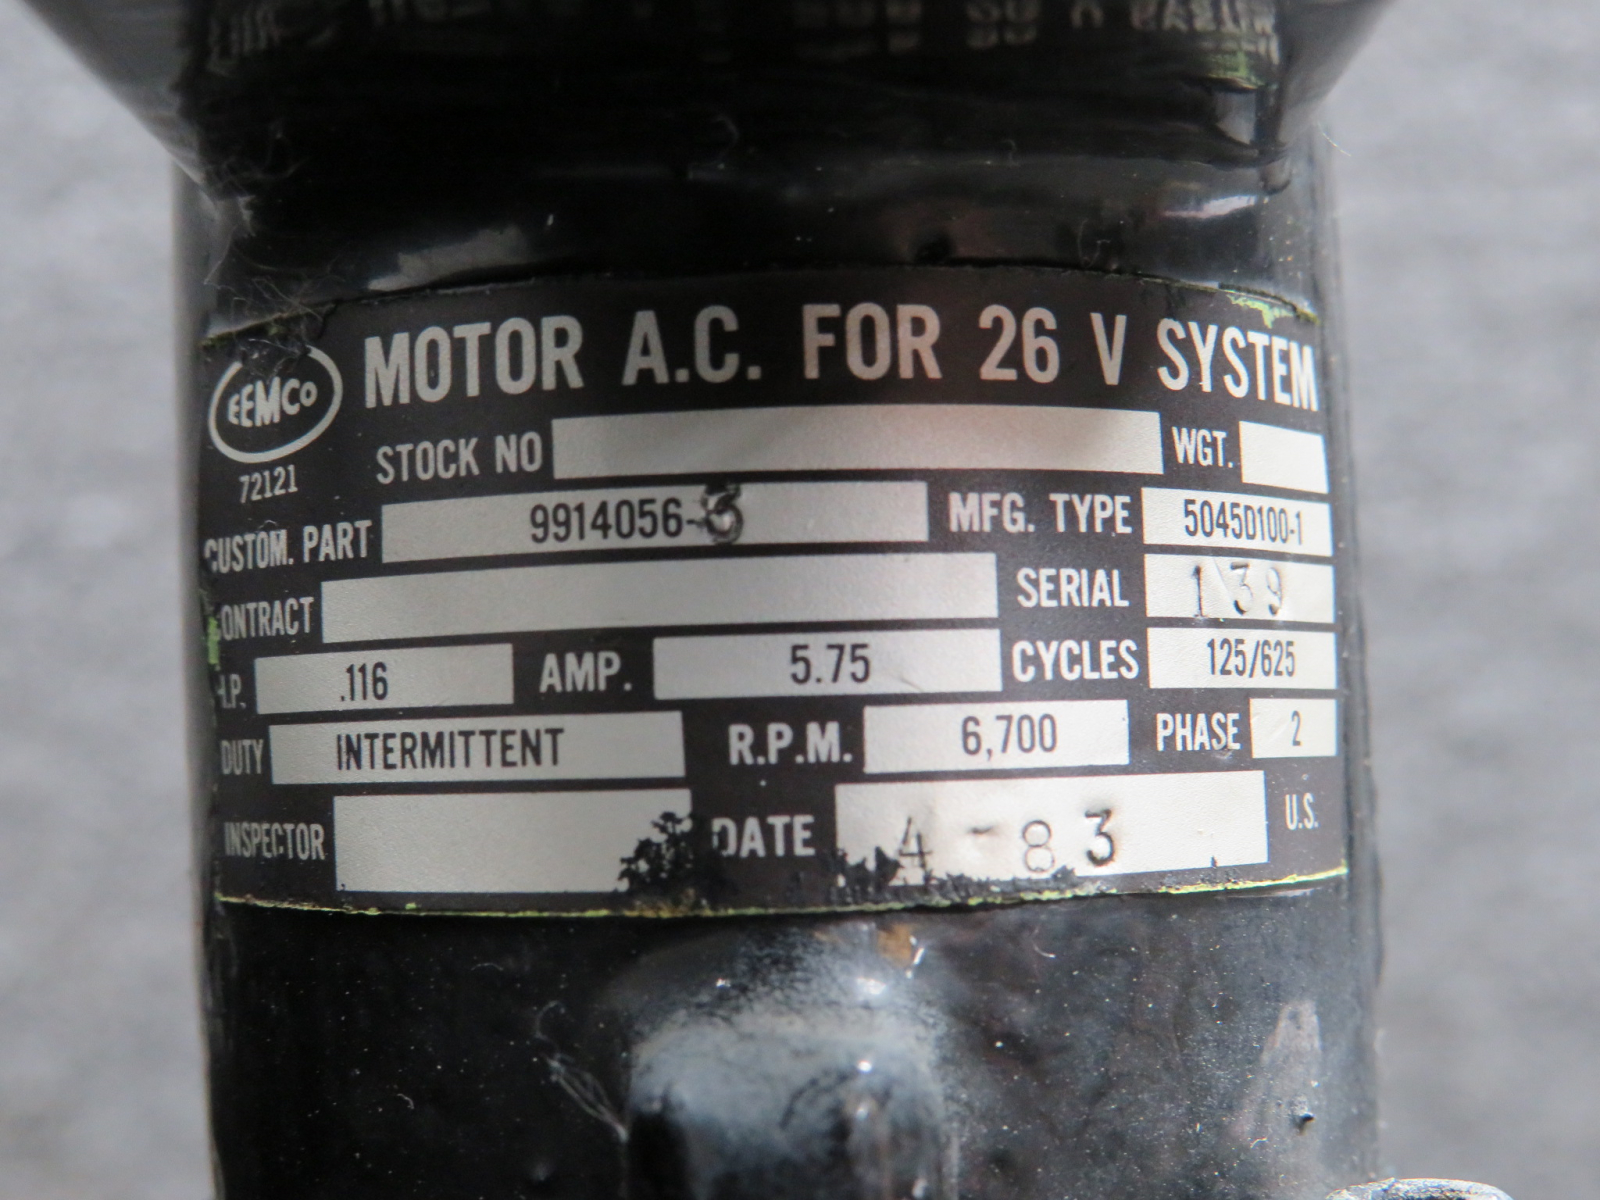 MOTOR A.C. FOR 26 V SYSTEM
EEMCO
72121
STOCK NO WGT.
CUSTOM. PART 9914056-3 MFG. TYPE 5045D100-1
CONTRACT SERIAL 139
H.P. .116 AMP. 5.75 CYCLES 125/625
DUTY INTERMITTENT R.P.M. 6,700 PHASE 2
INSPECTOR DATE 4-83 U.S.